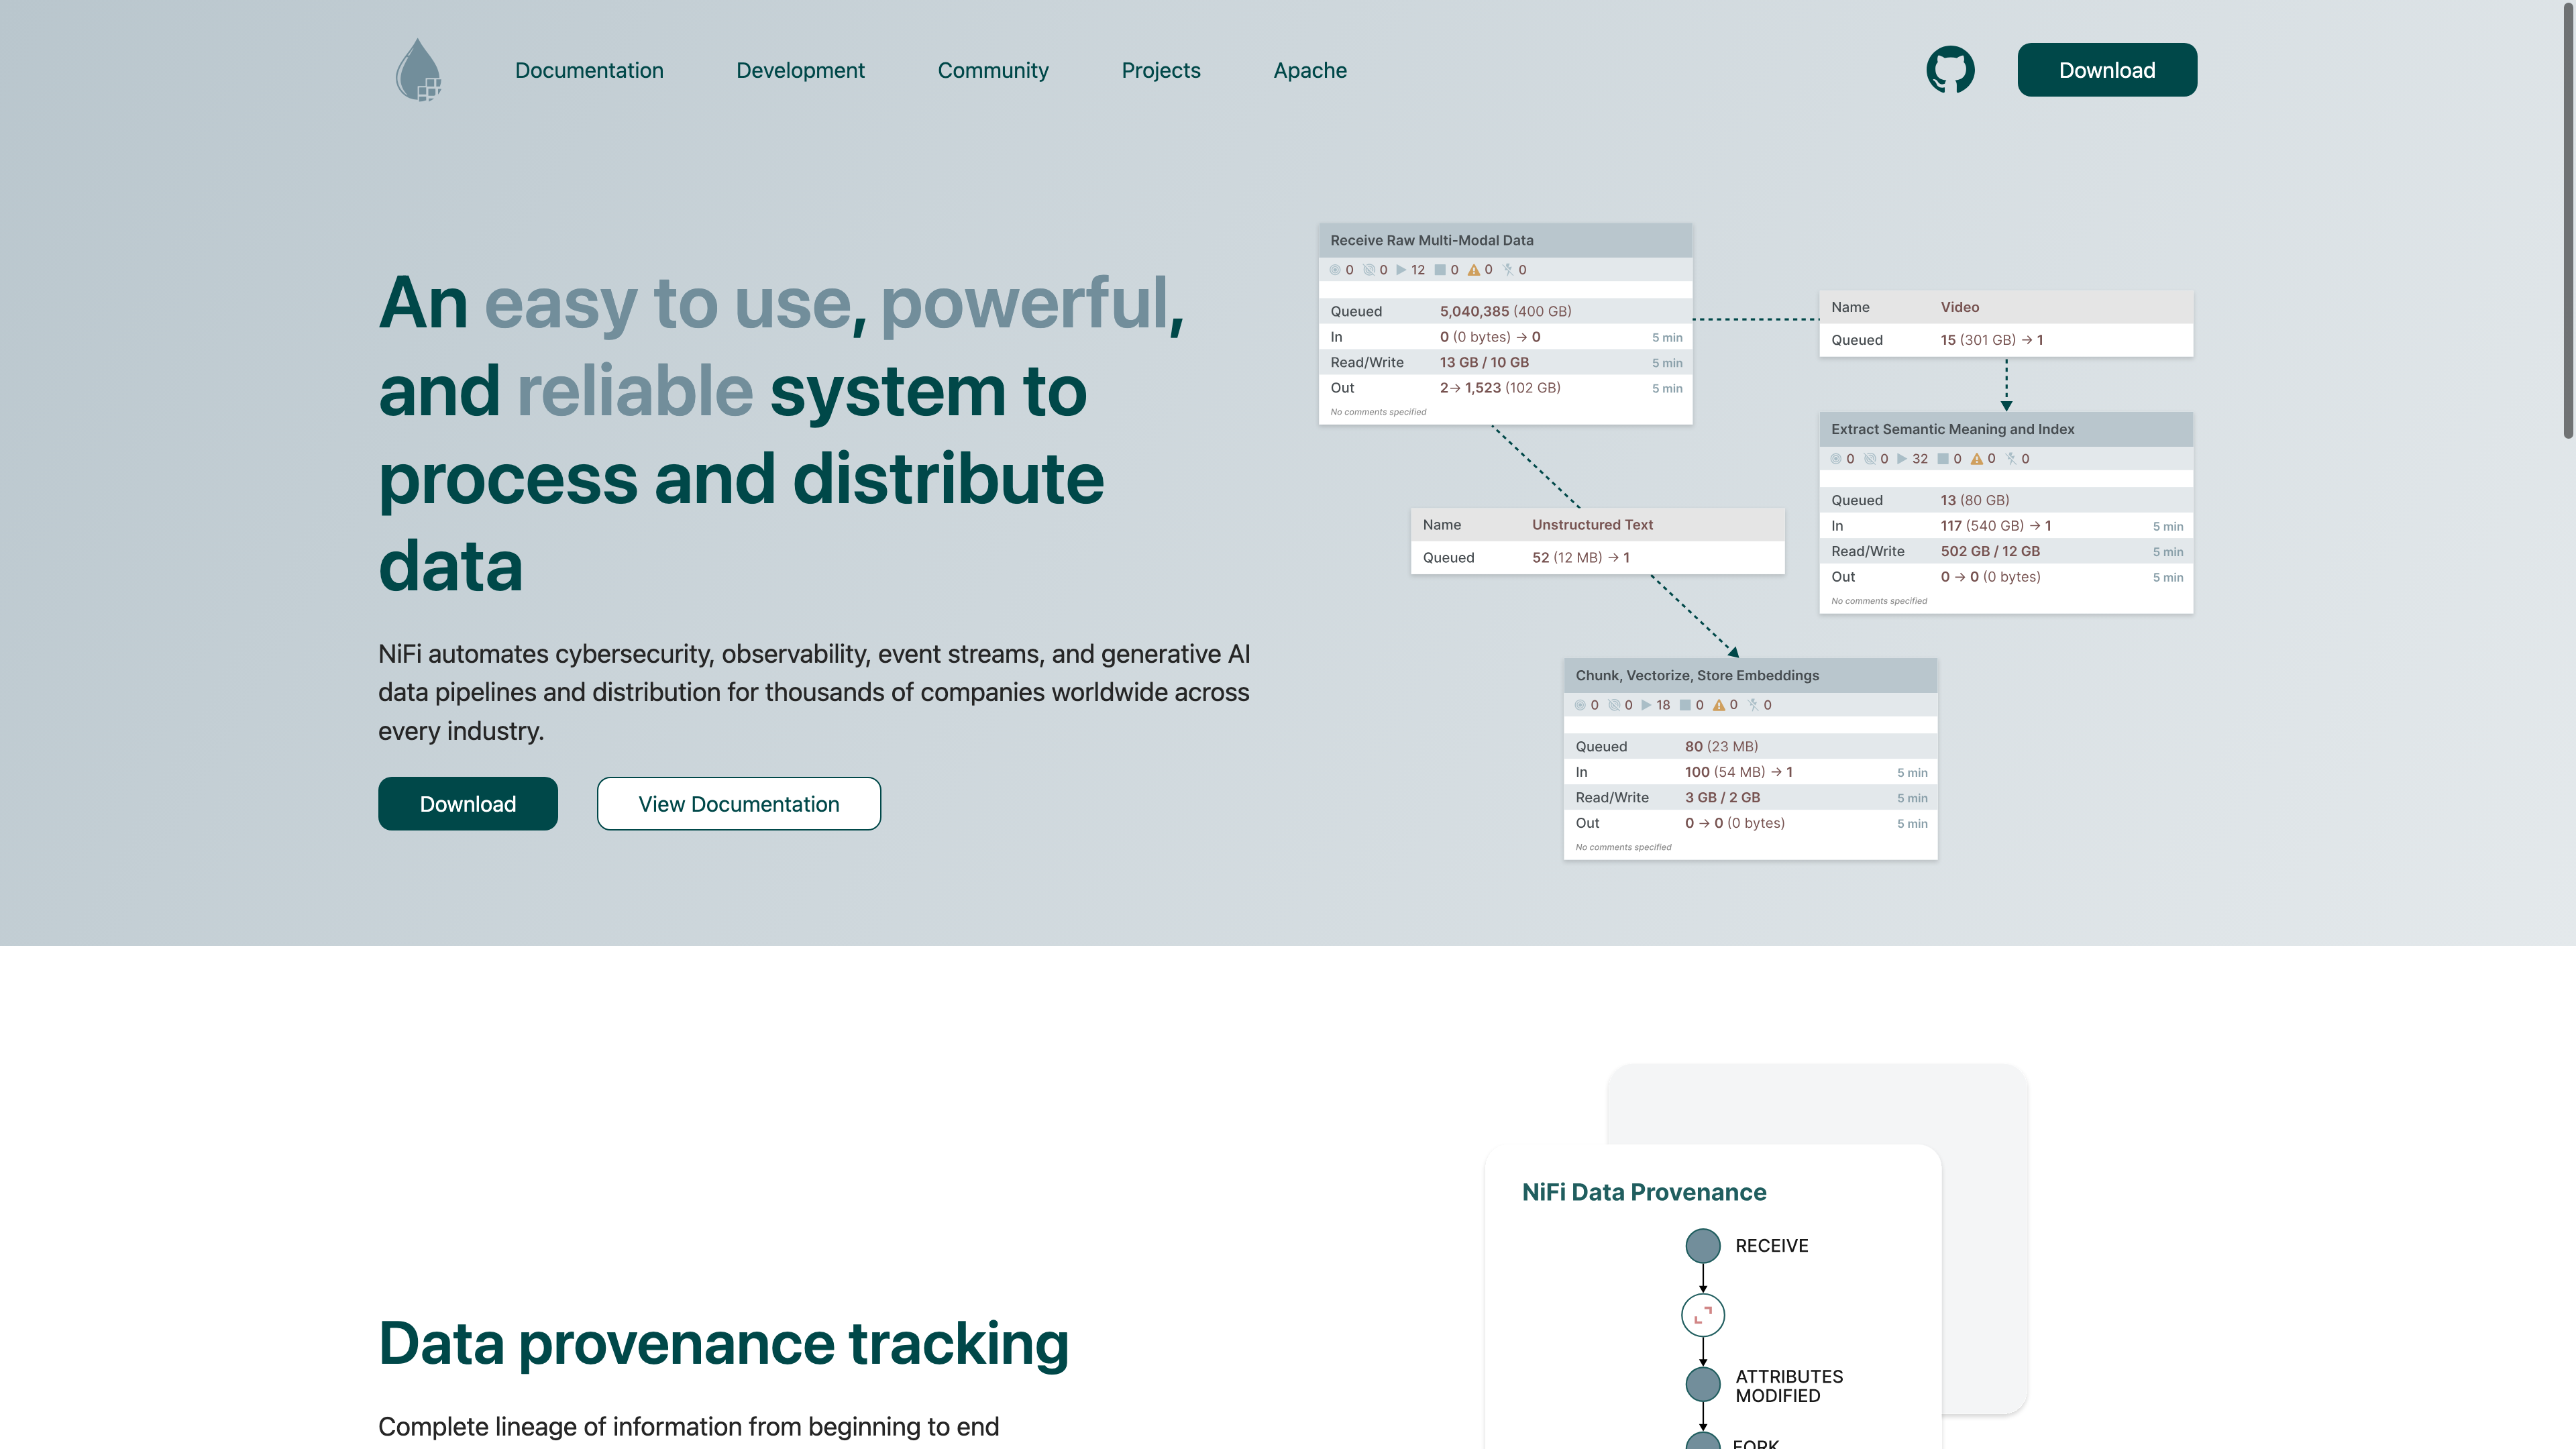 Documentation
Development
Community
Projects
Apache
Download
An easy to use, powerful,
and reliable system to
process and distribute
data
NiFi automates cybersecurity, observability, event streams, and generative AI
data pipelines and distribution for thousands of companies worldwide across
every industry.
Download
View Documentation
Receive Raw Multi-Modal Data
0 0 12 0 0 0
Queued 5,040,385 (400 GB)
In 0 (0 bytes) → 0 5 min
Read/Write 13 GB / 10 GB 5 min
Out 2→ 1,523 (102 GB) 5 min
No comments specified
Name Video
Queued 15 (301 GB) → 1
Extract Semantic Meaning and Index
0 0 32 0 0 0
Queued 13 (80 GB)
In 117 (540 GB) → 1 5 min
Read/Write 502 GB / 12 GB 5 min
Out 0 → 0 (0 bytes) 5 min
No comments specified
Name Unstructured Text
Queued 52 (12 MB) → 1
Chunk, Vectorize, Store Embeddings
0 0 18 0 0 0
Queued 80 (23 MB)
In 100 (54 MB) → 1 5 min
Read/Write 3 GB / 2 GB 5 min
Out 0 → 0 (0 bytes) 5 min
No comments specified
Data provenance tracking
Complete lineage of information from beginning to end
NiFi Data Provenance
RECEIVE
ATTRIBUTES
MODIFIED
FORK